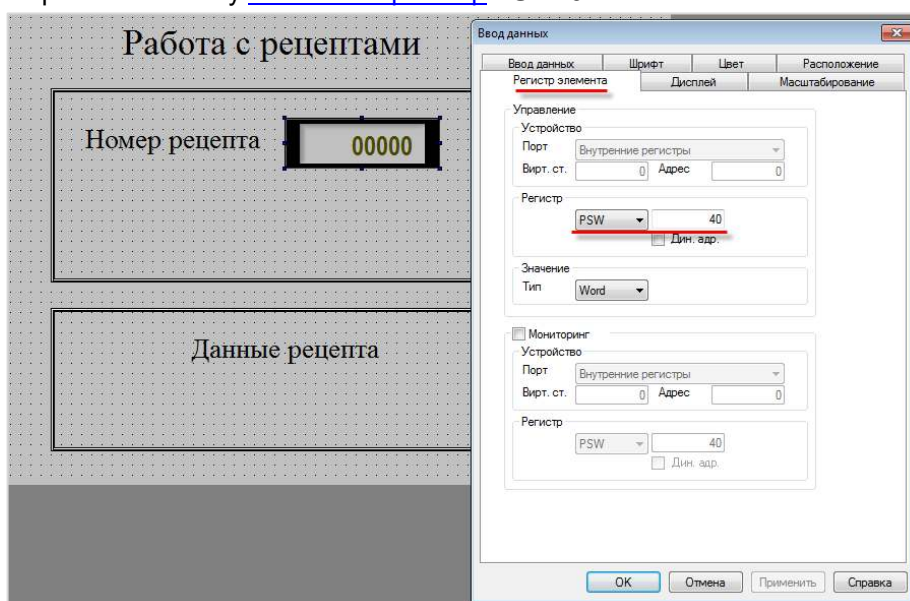 Работа с рецептами
Номер рецепта
00000
Данные рецепта
Ввод данных
Ввод данных
Шрифт
Цвет
Расположение
Регистр элемента
Дисплей
Масштабирование
Управление
Устройство
Порт
Внутренние регистры
Вирт. ст.
0
Адрес
0
Регистр
PSW
40
Дин. адр.
Значение
Тип
Word
Мониторинг
Устройство
Порт
Внутренние регистры
Вирт. ст.
0
Адрес
0
Регистр
PSW
40
Дин. адр.
OK
Отмена
Применить
Справка